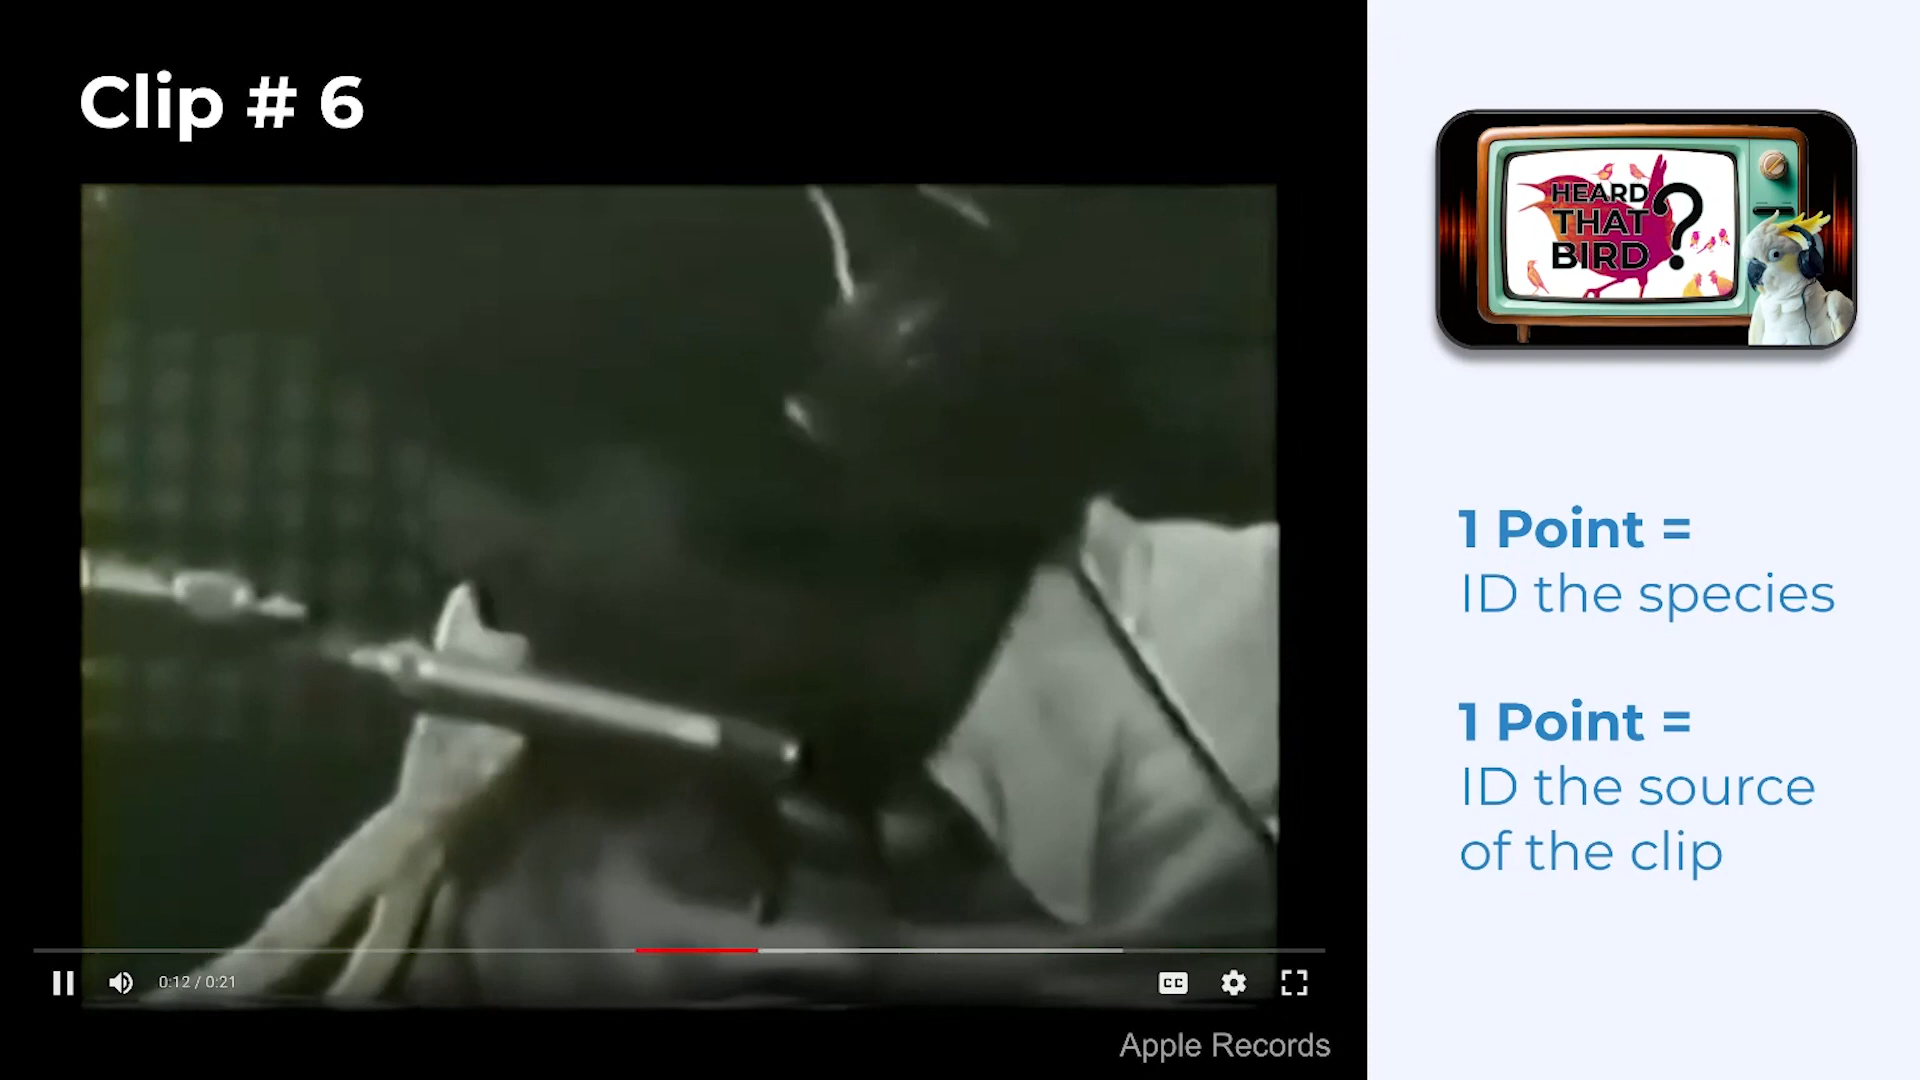 Clip # 6
HEARD
THAT
BIRD
?
1 Point =
ID the species
1 Point =
ID the source
of the clip
0:12 / 0:21
CC
Apple Records